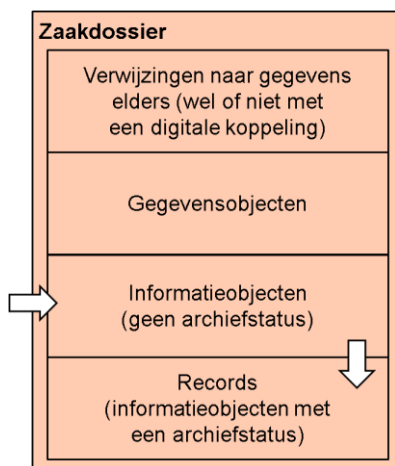 Zaakdossier
Verwijzingen naar gegevens
elders (wel of niet met
een digitale koppeling)
Gegevensobjecten
Informatieobjecten
(geen archiefstatus)
Records
(informatieobjecten met
een archiefstatus)